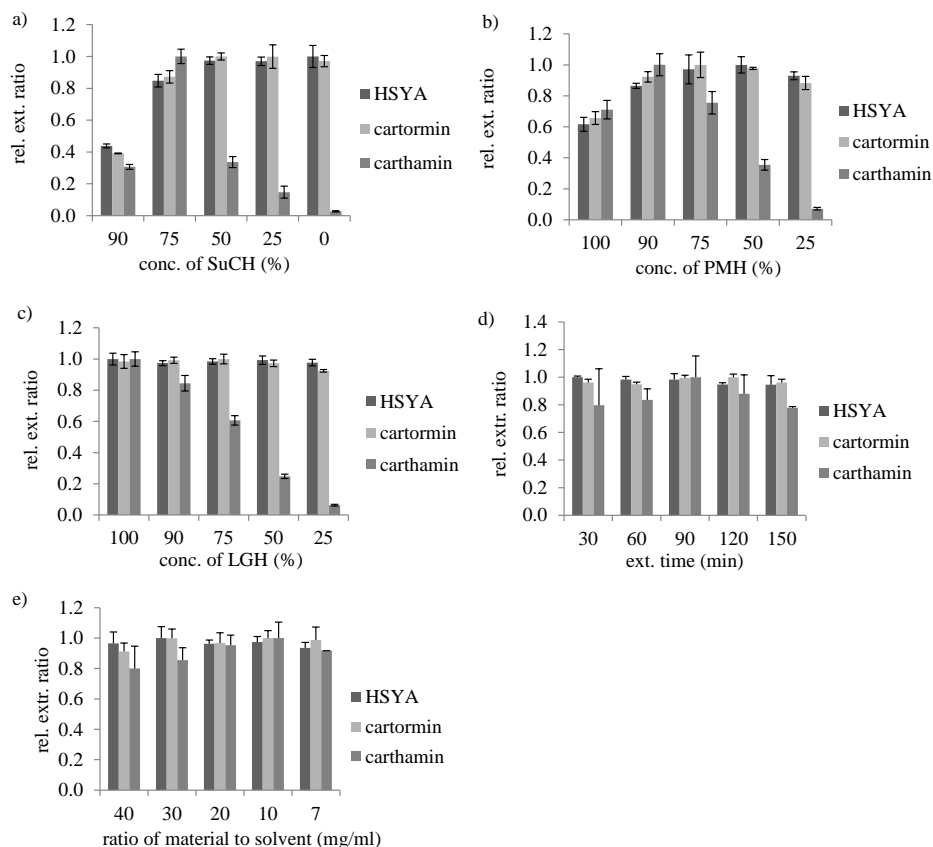 a)
1.2
1.0
0.8
0.6
0.4
0.2
0.0
rel. ext. ratio
90 75 50 25 0
conc. of SuCH (%)
HSYA
cartormin
carthamin
b)
1.2
1.0
0.8
0.6
0.4
0.2
0.0
rel. ext. ratio
100 90 75 50 25
conc. of PMH (%)
HSYA
cartormin
carthamin
c)
1.2
1.0
0.8
0.6
0.4
0.2
0.0
rel. ext. ratio
100 90 75 50 25
conc. of LGH (%)
HSYA
cartormin
carthamin
d)
1.4
1.2
1.0
0.8
0.6
0.4
0.2
0.0
rel. extr. ratio
30 60 90 120 150
ext. time (min)
HSYA
cartormin
carthamin
e)
1.2
1.0
0.8
0.6
0.4
0.2
0.0
rel. extr. ratio
40 30 20 10 7
ratio of material to solvent (mg/ml)
HSYA
cartormin
carthamin